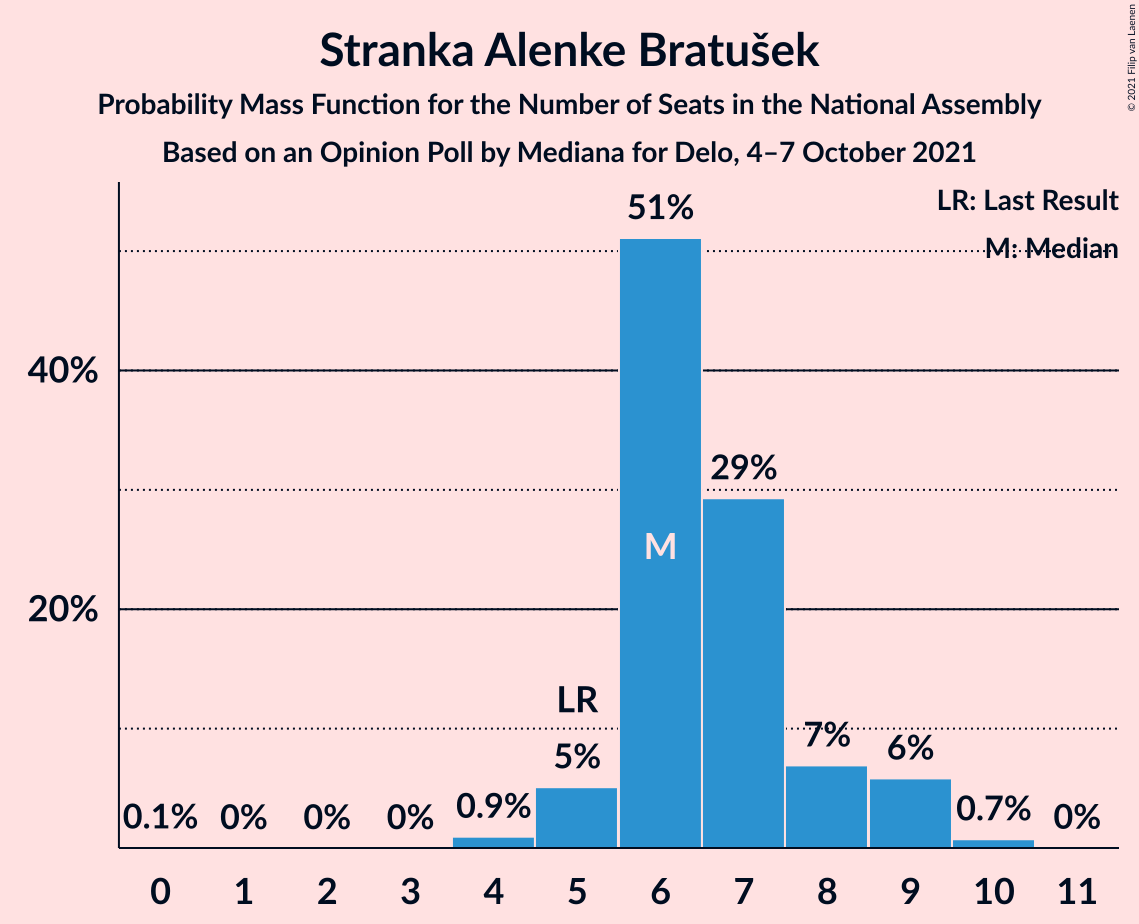 Stranka Alenke Bratušek
Probability Mass Function for the Number of Seats in the National Assembly
Based on an Opinion Poll by Mediana for Delo, 4–7 October 2021
© 2021 Filip van Laenen
LR: Last Result
M: Median
51%
40%
29%
M
20%
LR
7%
6%
5%
0.1% 0% 0% 0% 0.9% 0.7% 0%
0 1 2 3 4 5 6 7 8 9 10 11